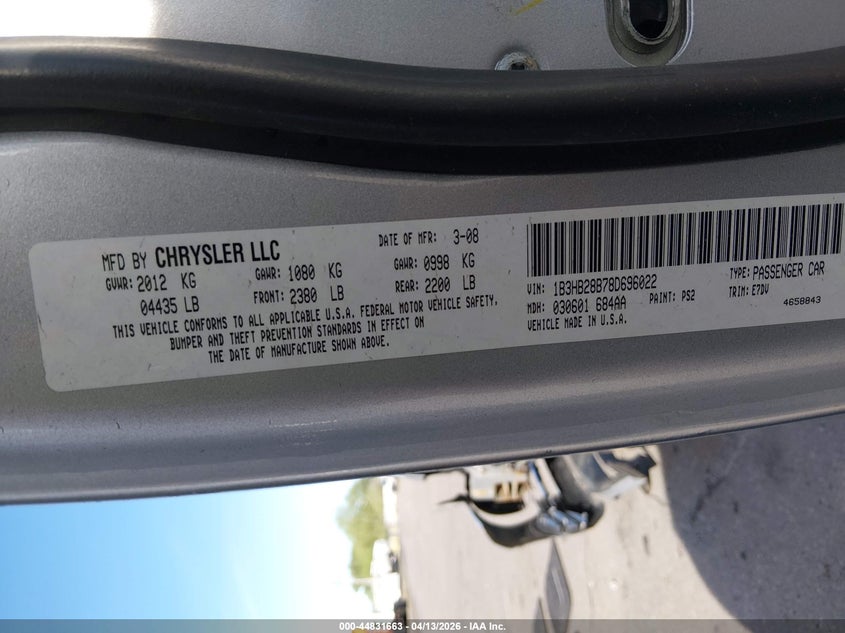 MFD BY CHRYSLER LLC
DATE OF MFR: 3-08
GVWR: 2012 KG
GAWR: 1080 KG
GAWR: 0998 KG
04435 LB
FRONT: 2380 LB
REAR: 2200 LB
THIS VEHICLE CONFORMS TO ALL APPLICABLE U.S.A. FEDERAL MOTOR VEHICLE SAFETY,
BUMPER AND THEFT PREVENTION STANDARDS IN EFFECT ON
THE DATE OF MANUFACTURE SHOWN ABOVE.
VIN: 1B3HB28B78D696022
TYPE: PASSENGER CAR
MDH: 030601 684AA
PAINT: PS2
TRIM: E7DV
VEHICLE MADE IN U.S.A.
4658843
000-44831663 - 04/13/2026 - IAA Inc.